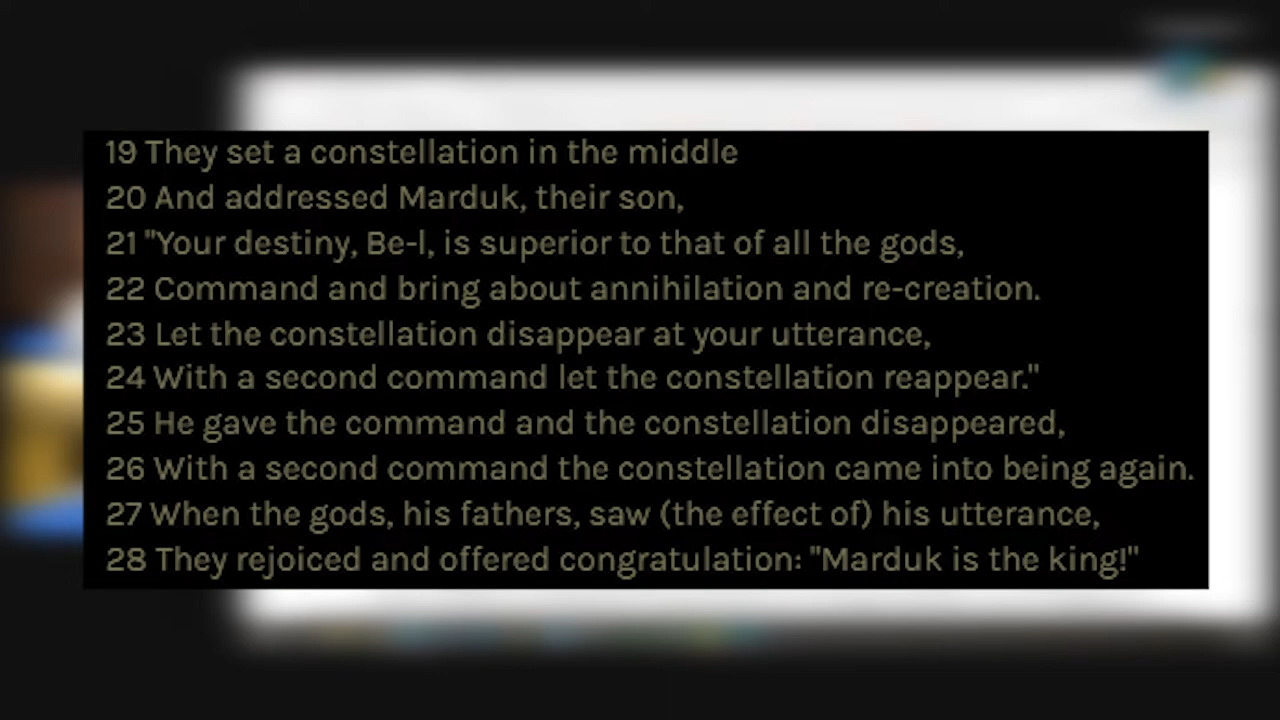 19 They set a constellation in the middle
20 And addressed Marduk, their son,
21 "Your destiny, Be-l, is superior to that of all the gods,
22 Command and bring about annihilation and re-creation.
23 Let the constellation disappear at your utterance,
24 With a second command let the constellation reappear."
25 He gave the command and the constellation disappeared,
26 With a second command the constellation came into being again.
27 When the gods, his fathers, saw (the effect of) his utterance,
28 They rejoiced and offered congratulation: "Marduk is the king!"